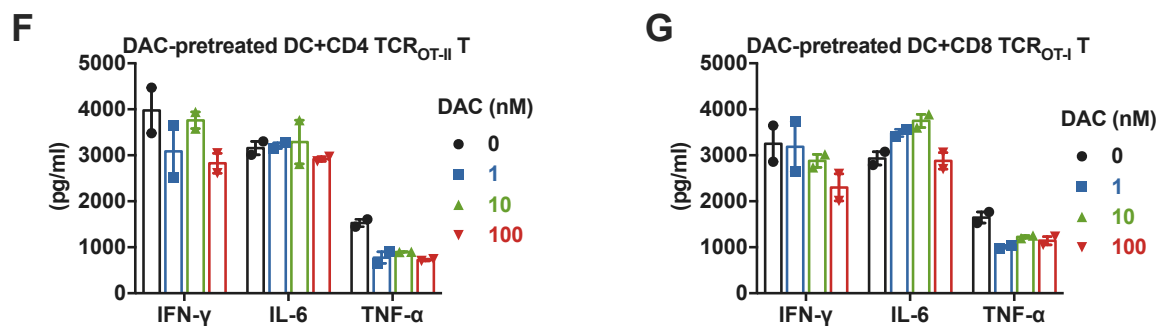 F
DAC-pretreated DC+CD4 TCR_OT-II T
5000
4000
3000
2000
1000
0
(pg/ml)
IFN-γ IL-6 TNF-α
DAC (nM)
0
1
10
100
G
DAC-pretreated DC+CD8 TCR_OT-I T
5000
4000
3000
2000
1000
0
(pg/ml)
IFN-γ IL-6 TNF-α
DAC (nM)
0
1
10
100